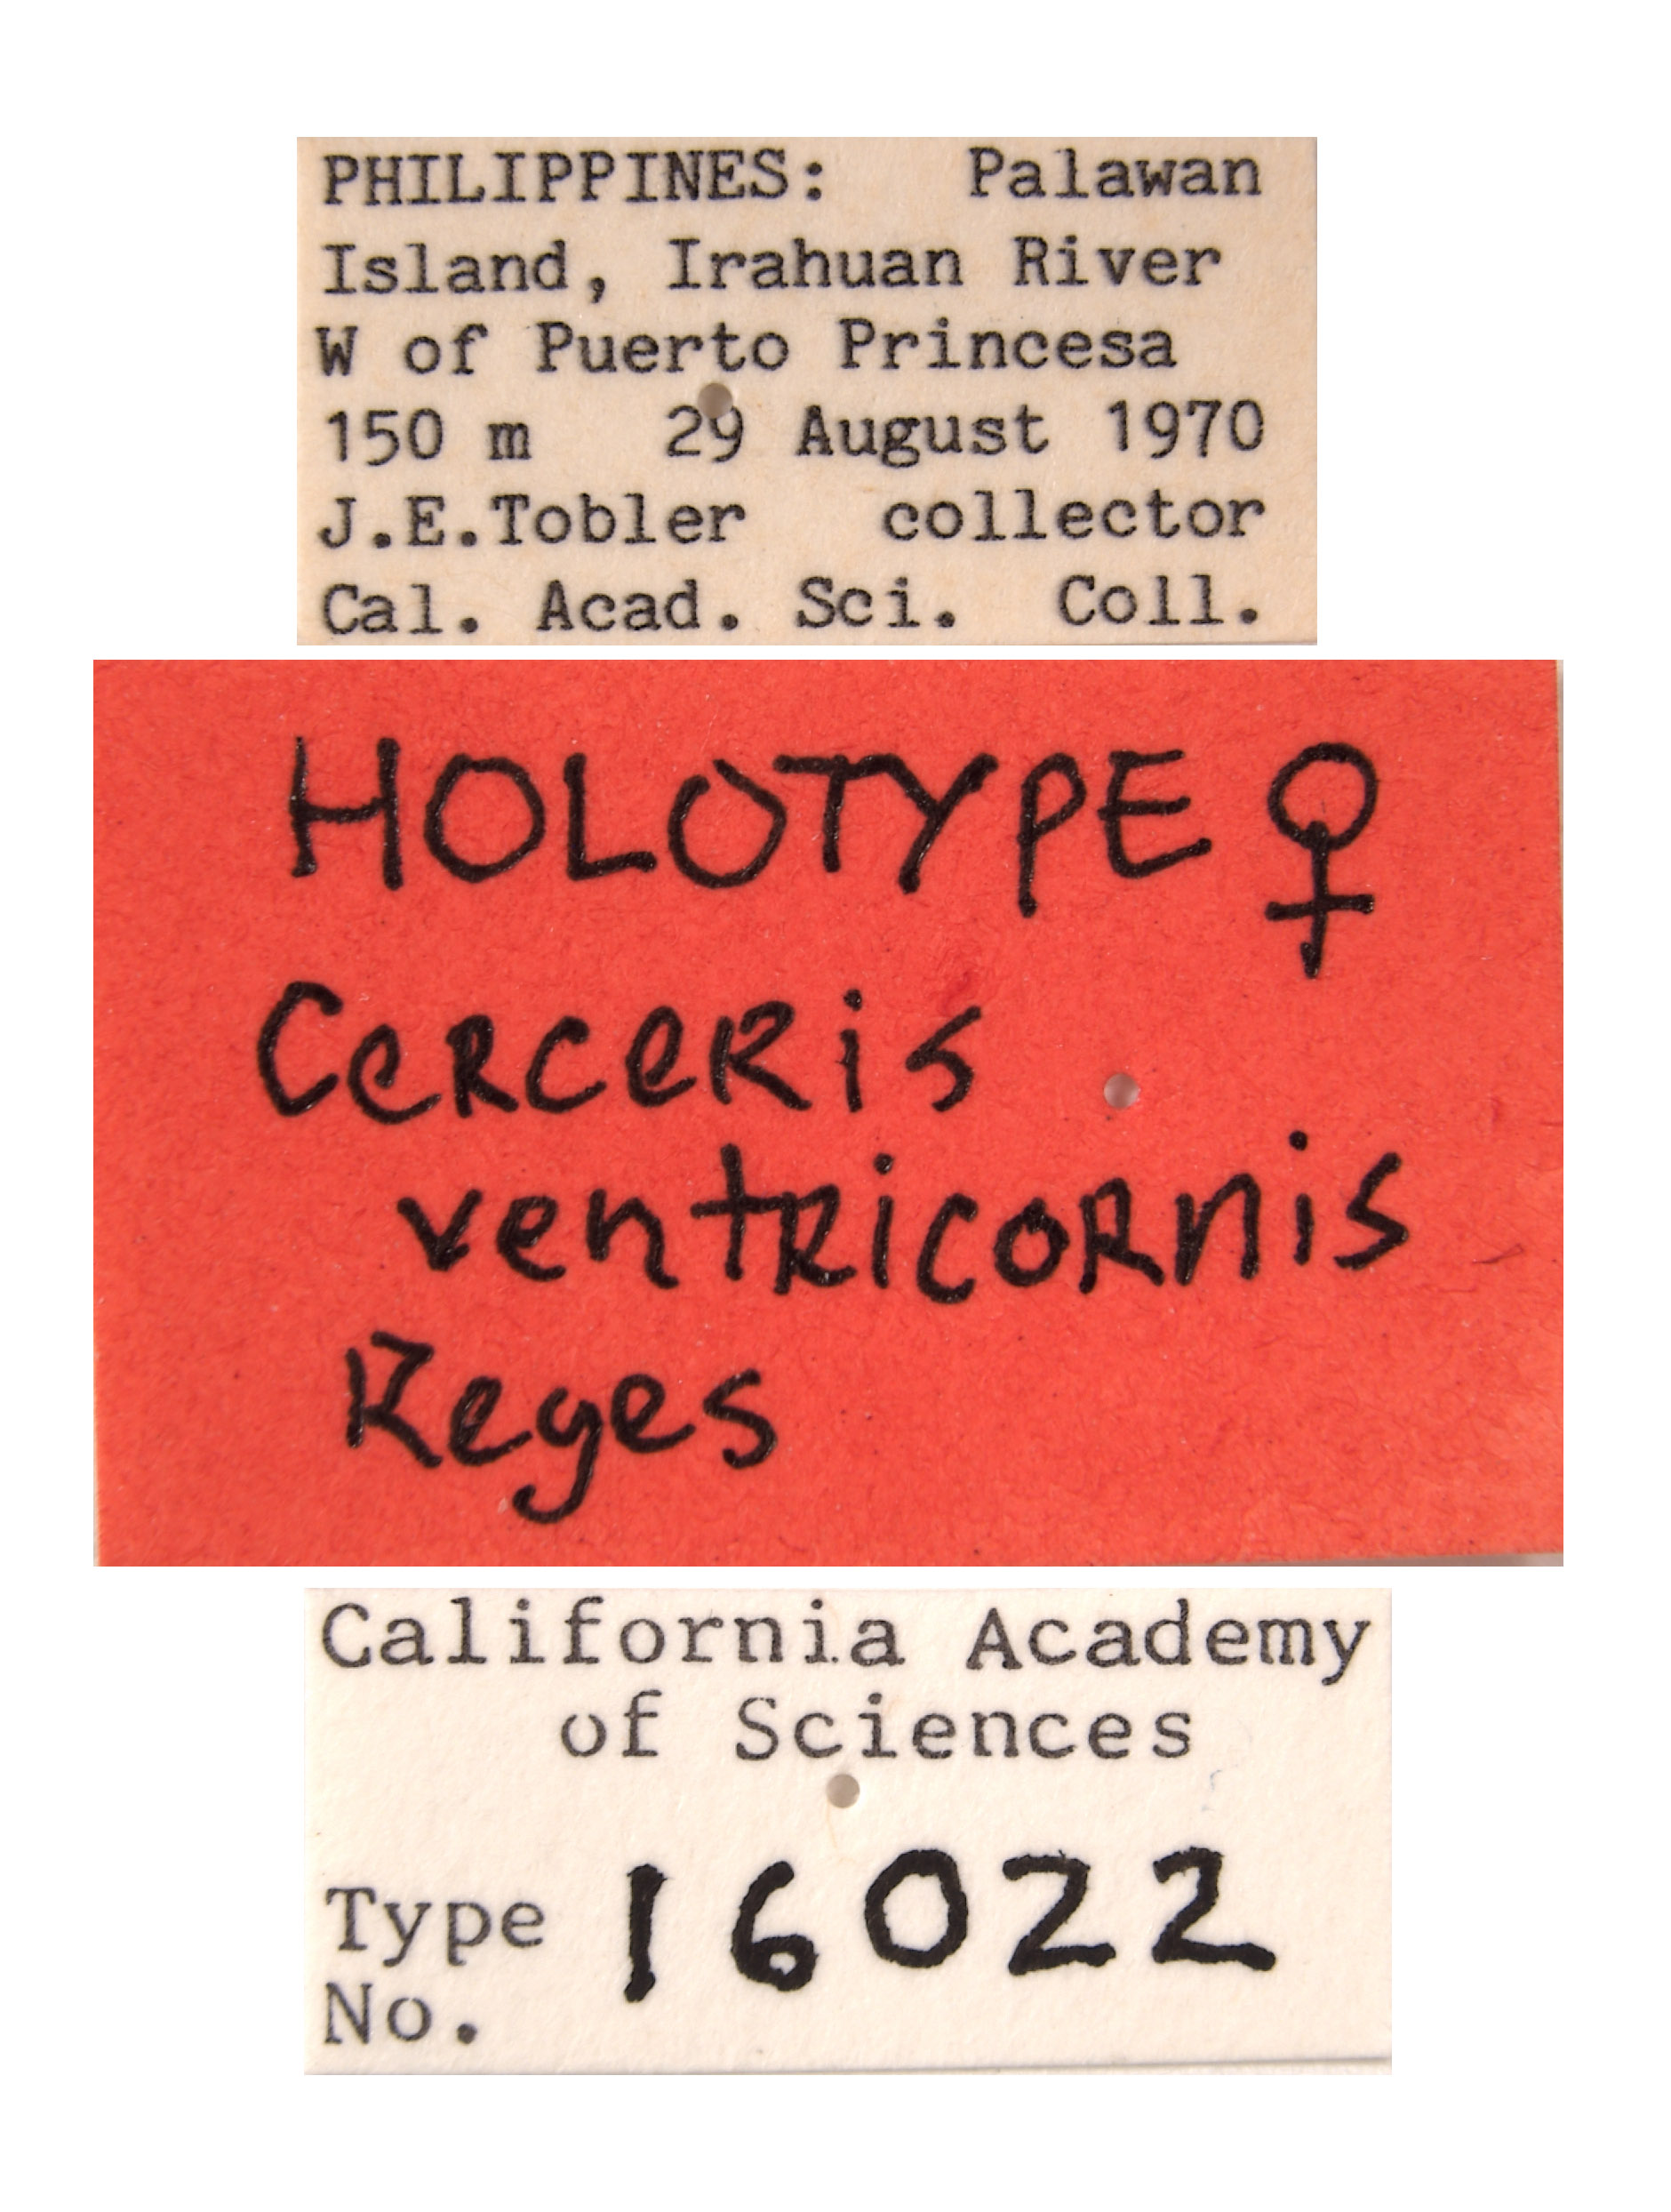 PHILIPPINES: Palawan
Island, Irahuan River
W of Puerto Princesa
150 m 29 August 1970
J.E.Tobler collector
Cal. Acad. Sci. Coll.
HOLOTYPE ♀
Cerceris
ventricornis
Reyes
California Academy
of Sciences
Type 16022
No.